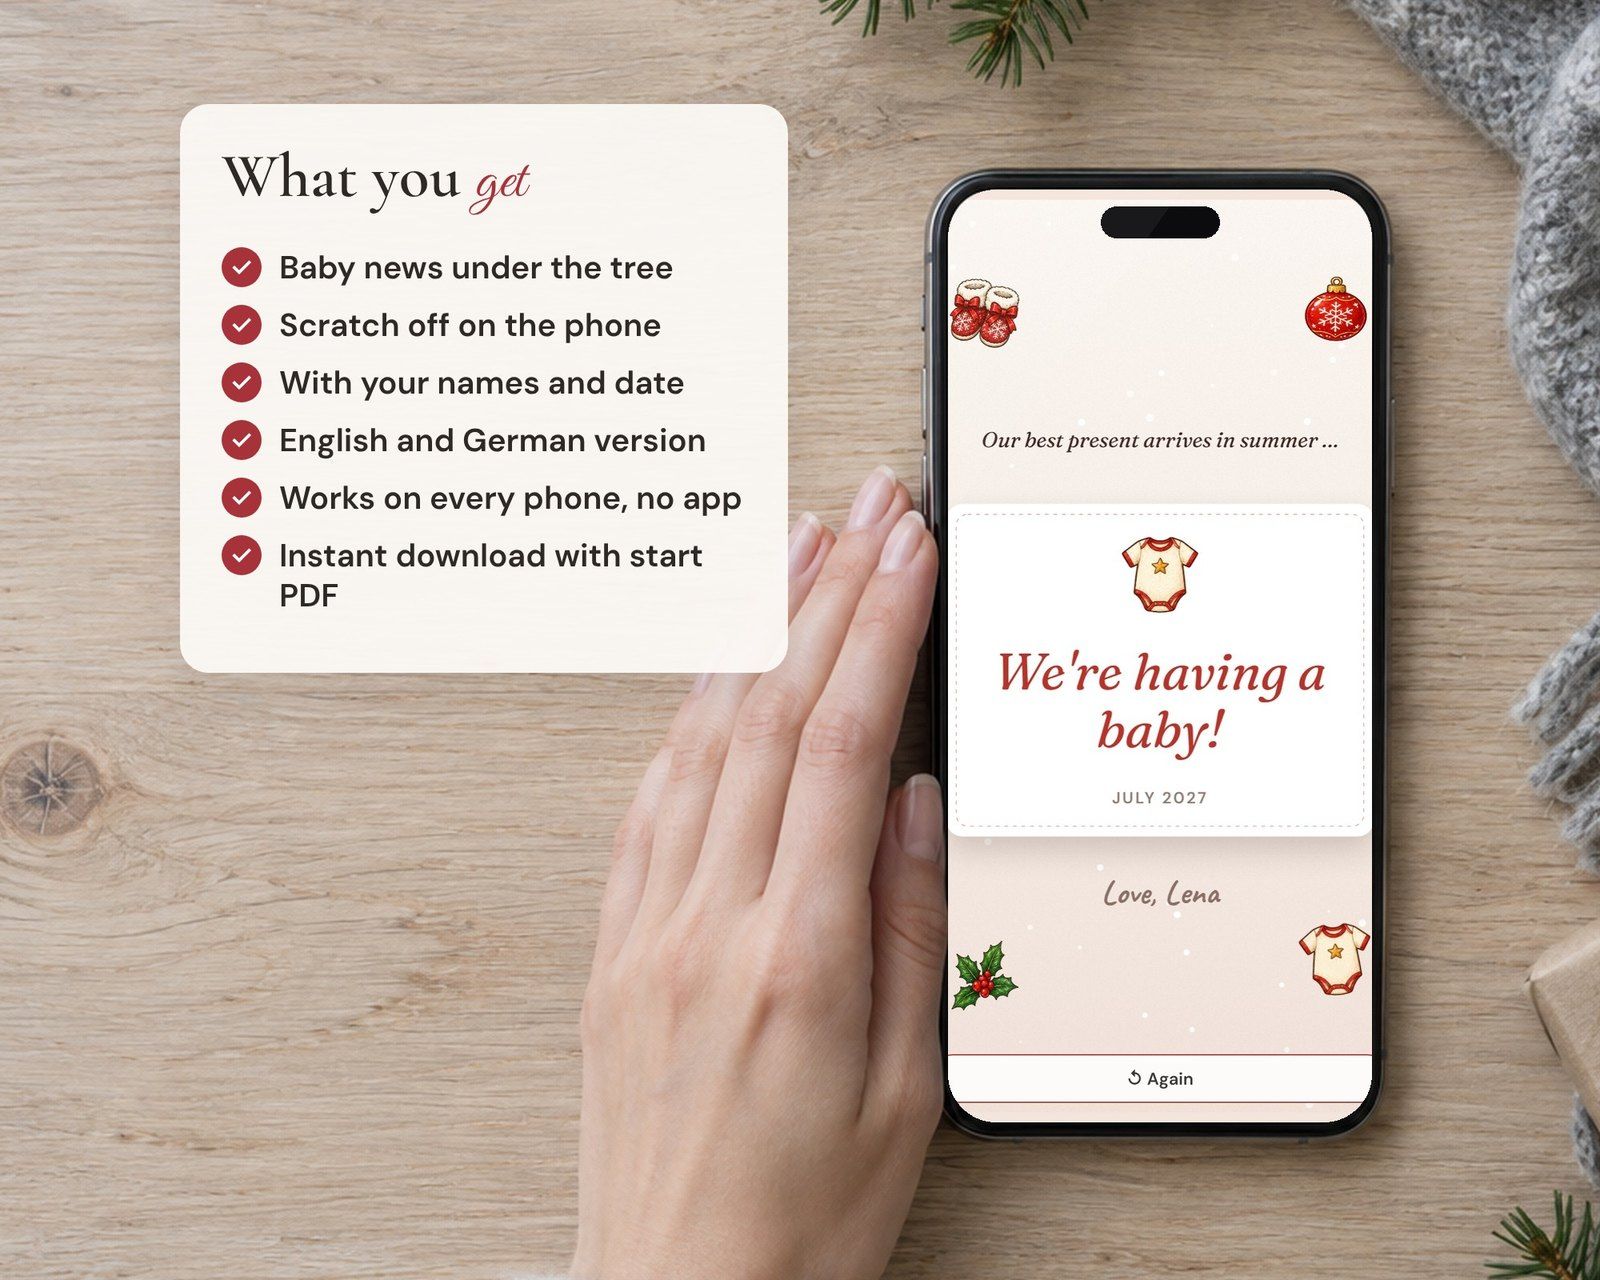 What you get
Baby news under the tree
Scratch off on the phone
With your names and date
English and German version
Works on every phone, no app
Instant download with start
PDF
Our best present arrives in summer ...
We're having a
baby!
JULY 2027
Love, Lena
Again